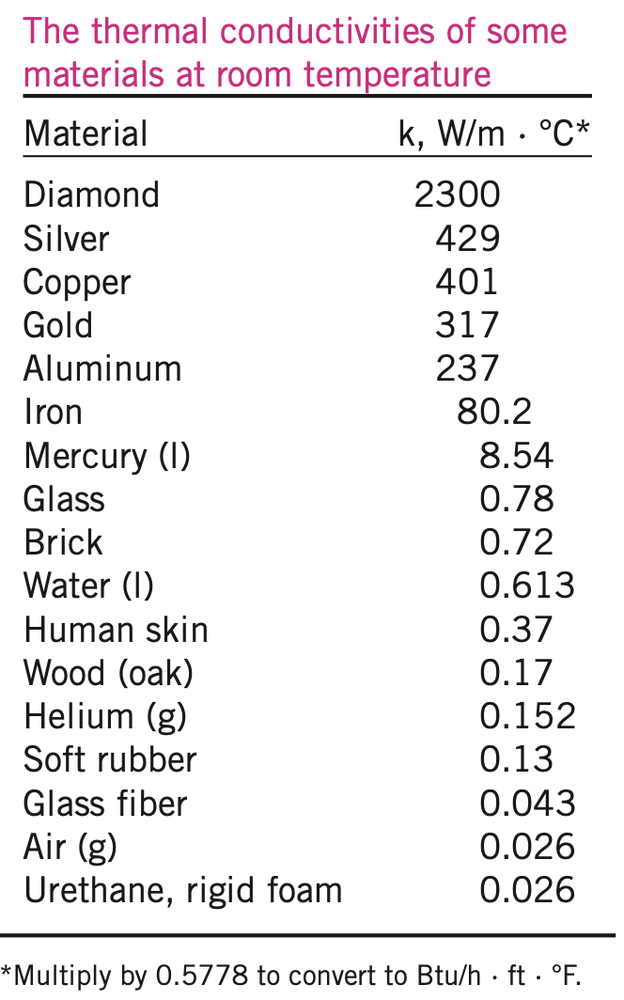 The thermal conductivities of some
materials at room temperature
Material k, W/m · °C*
Diamond 2300
Silver 429
Copper 401
Gold 317
Aluminum 237
Iron 80.2
Mercury (l) 8.54
Glass 0.78
Brick 0.72
Water (l) 0.613
Human skin 0.37
Wood (oak) 0.17
Helium (g) 0.152
Soft rubber 0.13
Glass fiber 0.043
Air (g) 0.026
Urethane, rigid foam 0.026
*Multiply by 0.5778 to convert to Btu/h · ft · °F.